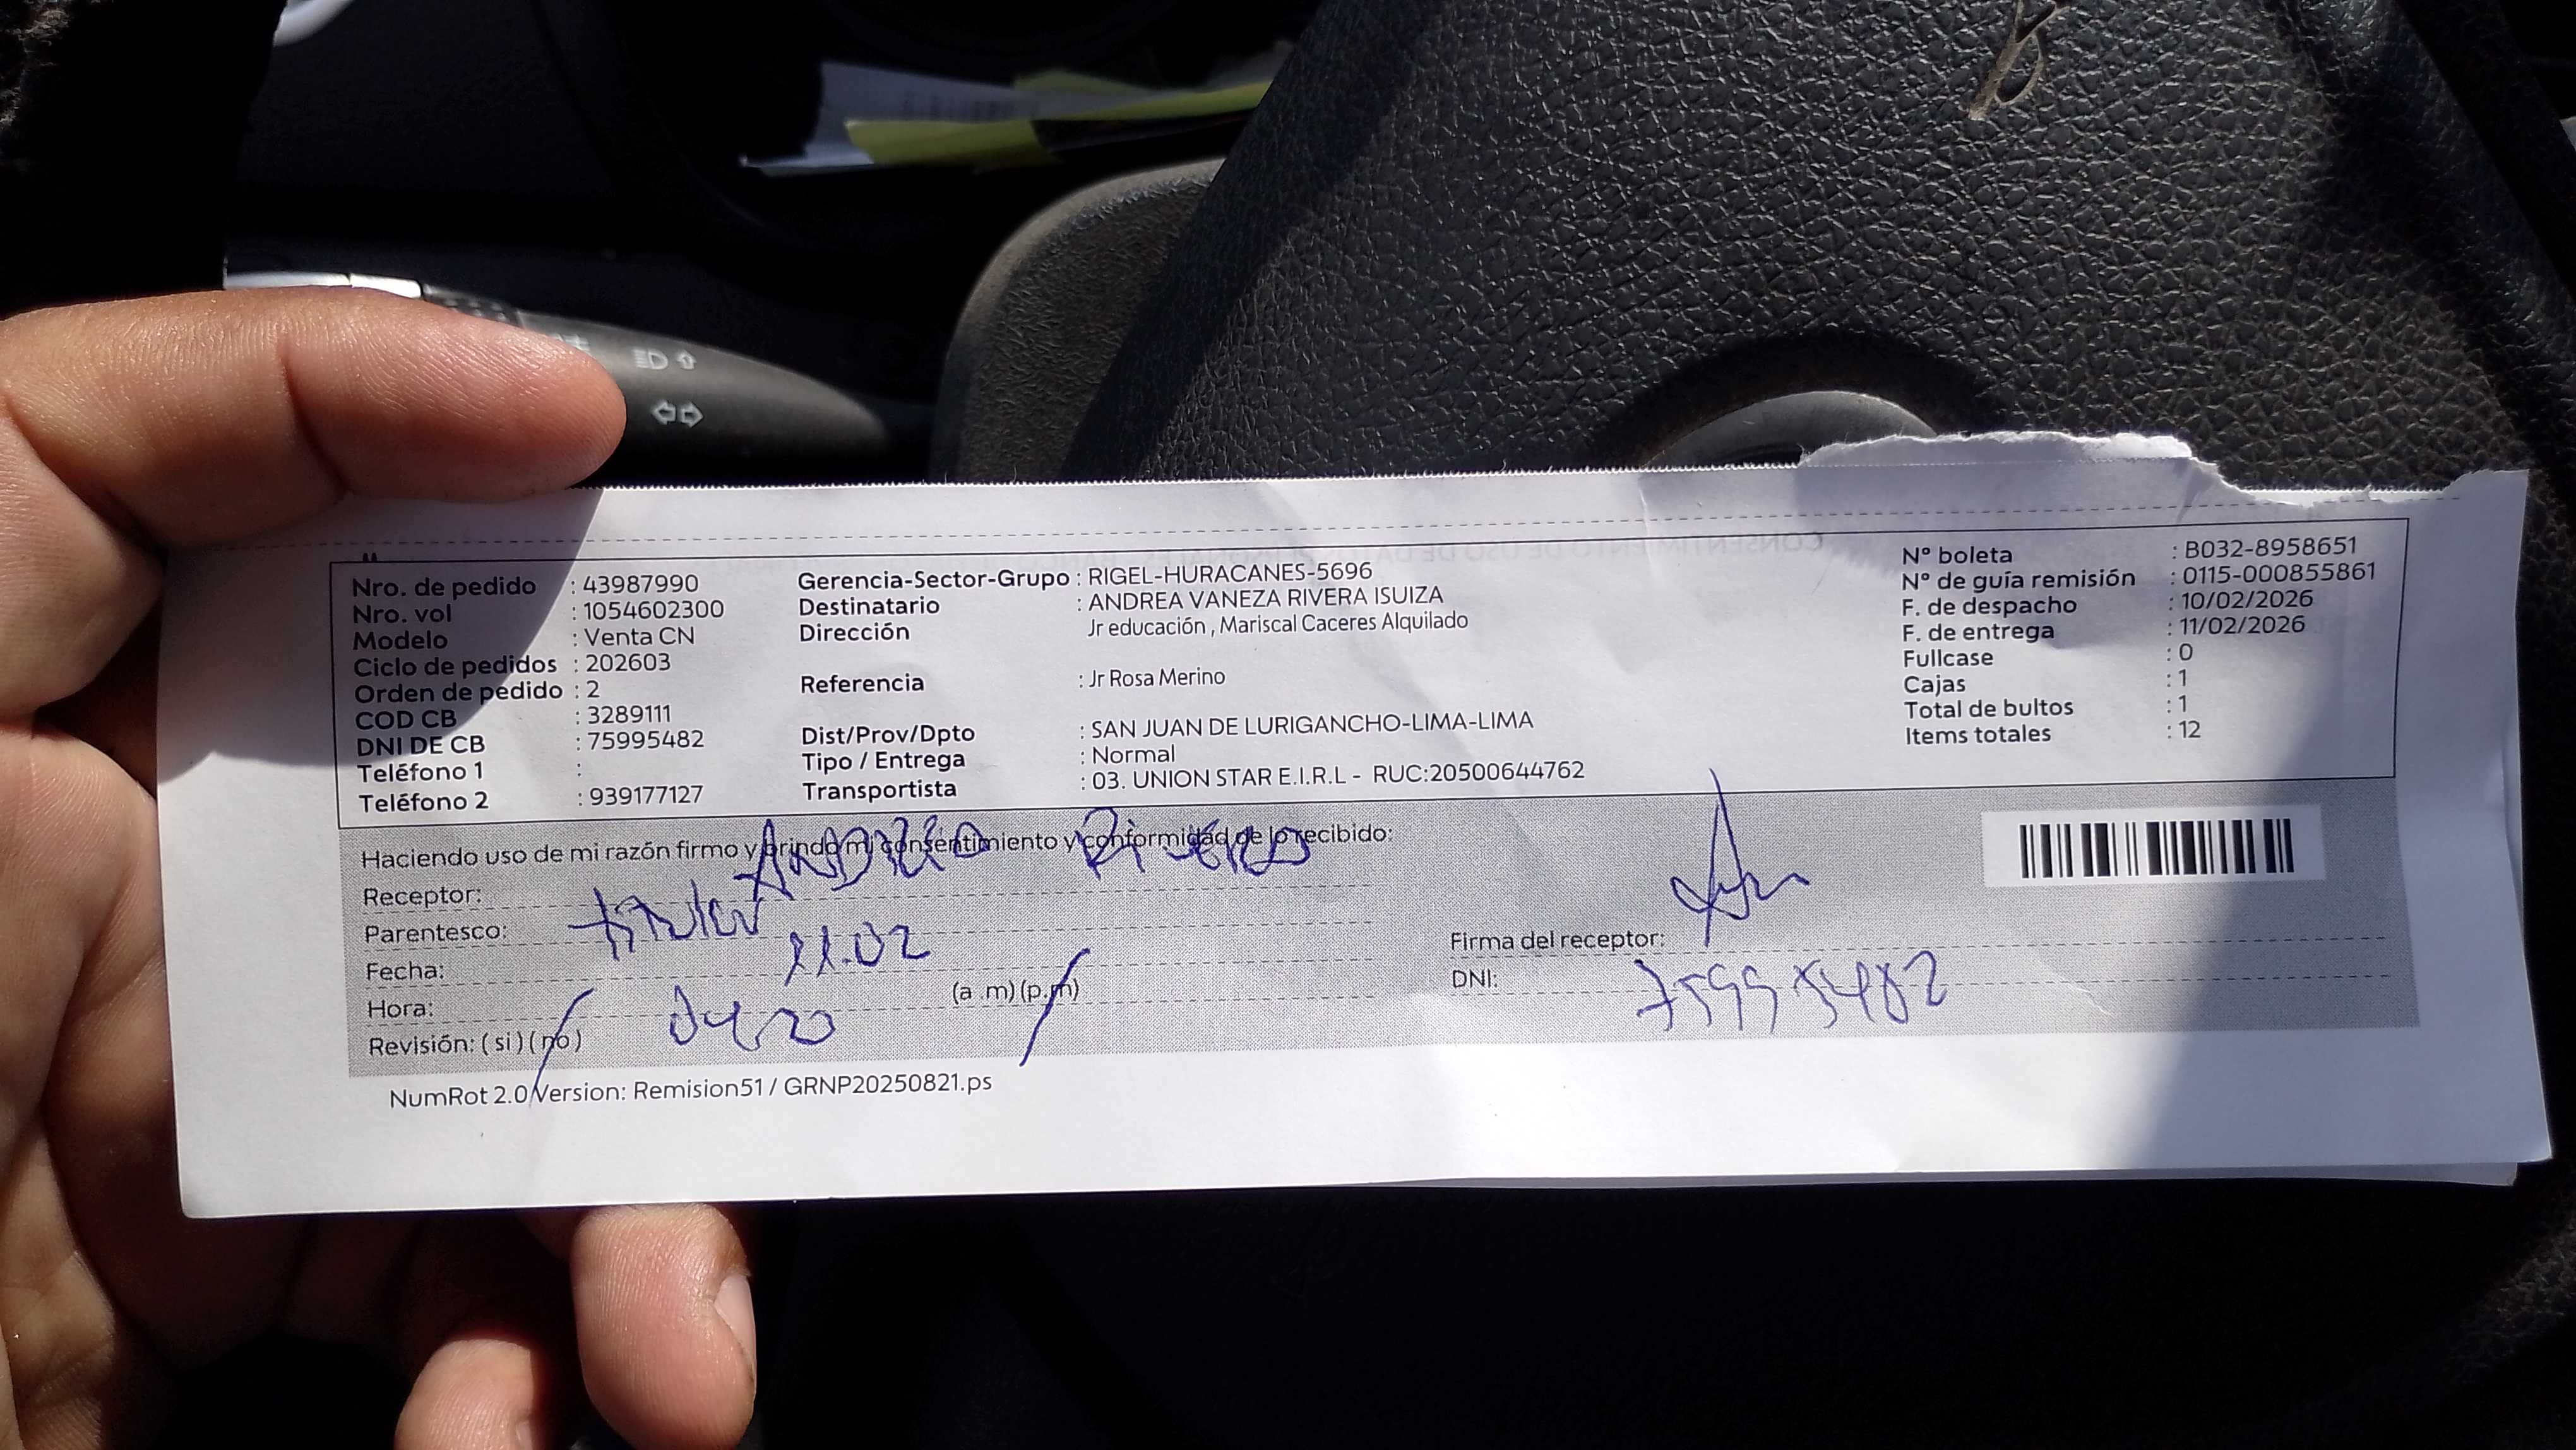 Nro. de pedido : 43987990
Nro. vol : 1054602300
Modelo : Venta CN
Ciclo de pedidos : 202603
Orden de pedido : 2
COD CB : 3289111
DNI DE CB : 75995482
Teléfono 1 :
Teléfono 2 : 939177127
Gerencia-Sector-Grupo : RIGEL-HURACANES-5696
Destinatario : ANDREA VANEZA RIVERA ISUIZA
Dirección Jr educación , Mariscal Caceres Alquilado
Referencia : Jr Rosa Merino
Dist/Prov/Dpto : SAN JUAN DE LURIGANCHO-LIMA-LIMA
Tipo / Entrega : Normal
Transportista : 03. UNION STAR E.I.R.L - RUC:20500644762
Nº boleta : B032-8958651
Nº de guía remisión : 0115-000855861
F. de despacho : 10/02/2026
F. de entrega : 11/02/2026
Fullcase : 0
Cajas : 1
Total de bultos : 1
Items totales : 12
Haciendo uso de mi razón firmo y brindo mi consentimiento y conformidad de lo recibido:
Receptor: Andrea Rivera
Parentesco: titular
Fecha: 11.02
Hora: (a .m) (p.m)
Revisión: ( si ) ( no )
Firma del receptor:
DNI: 75995482
NumRot 2.0 Version: Remision51 / GRNP20250821.ps